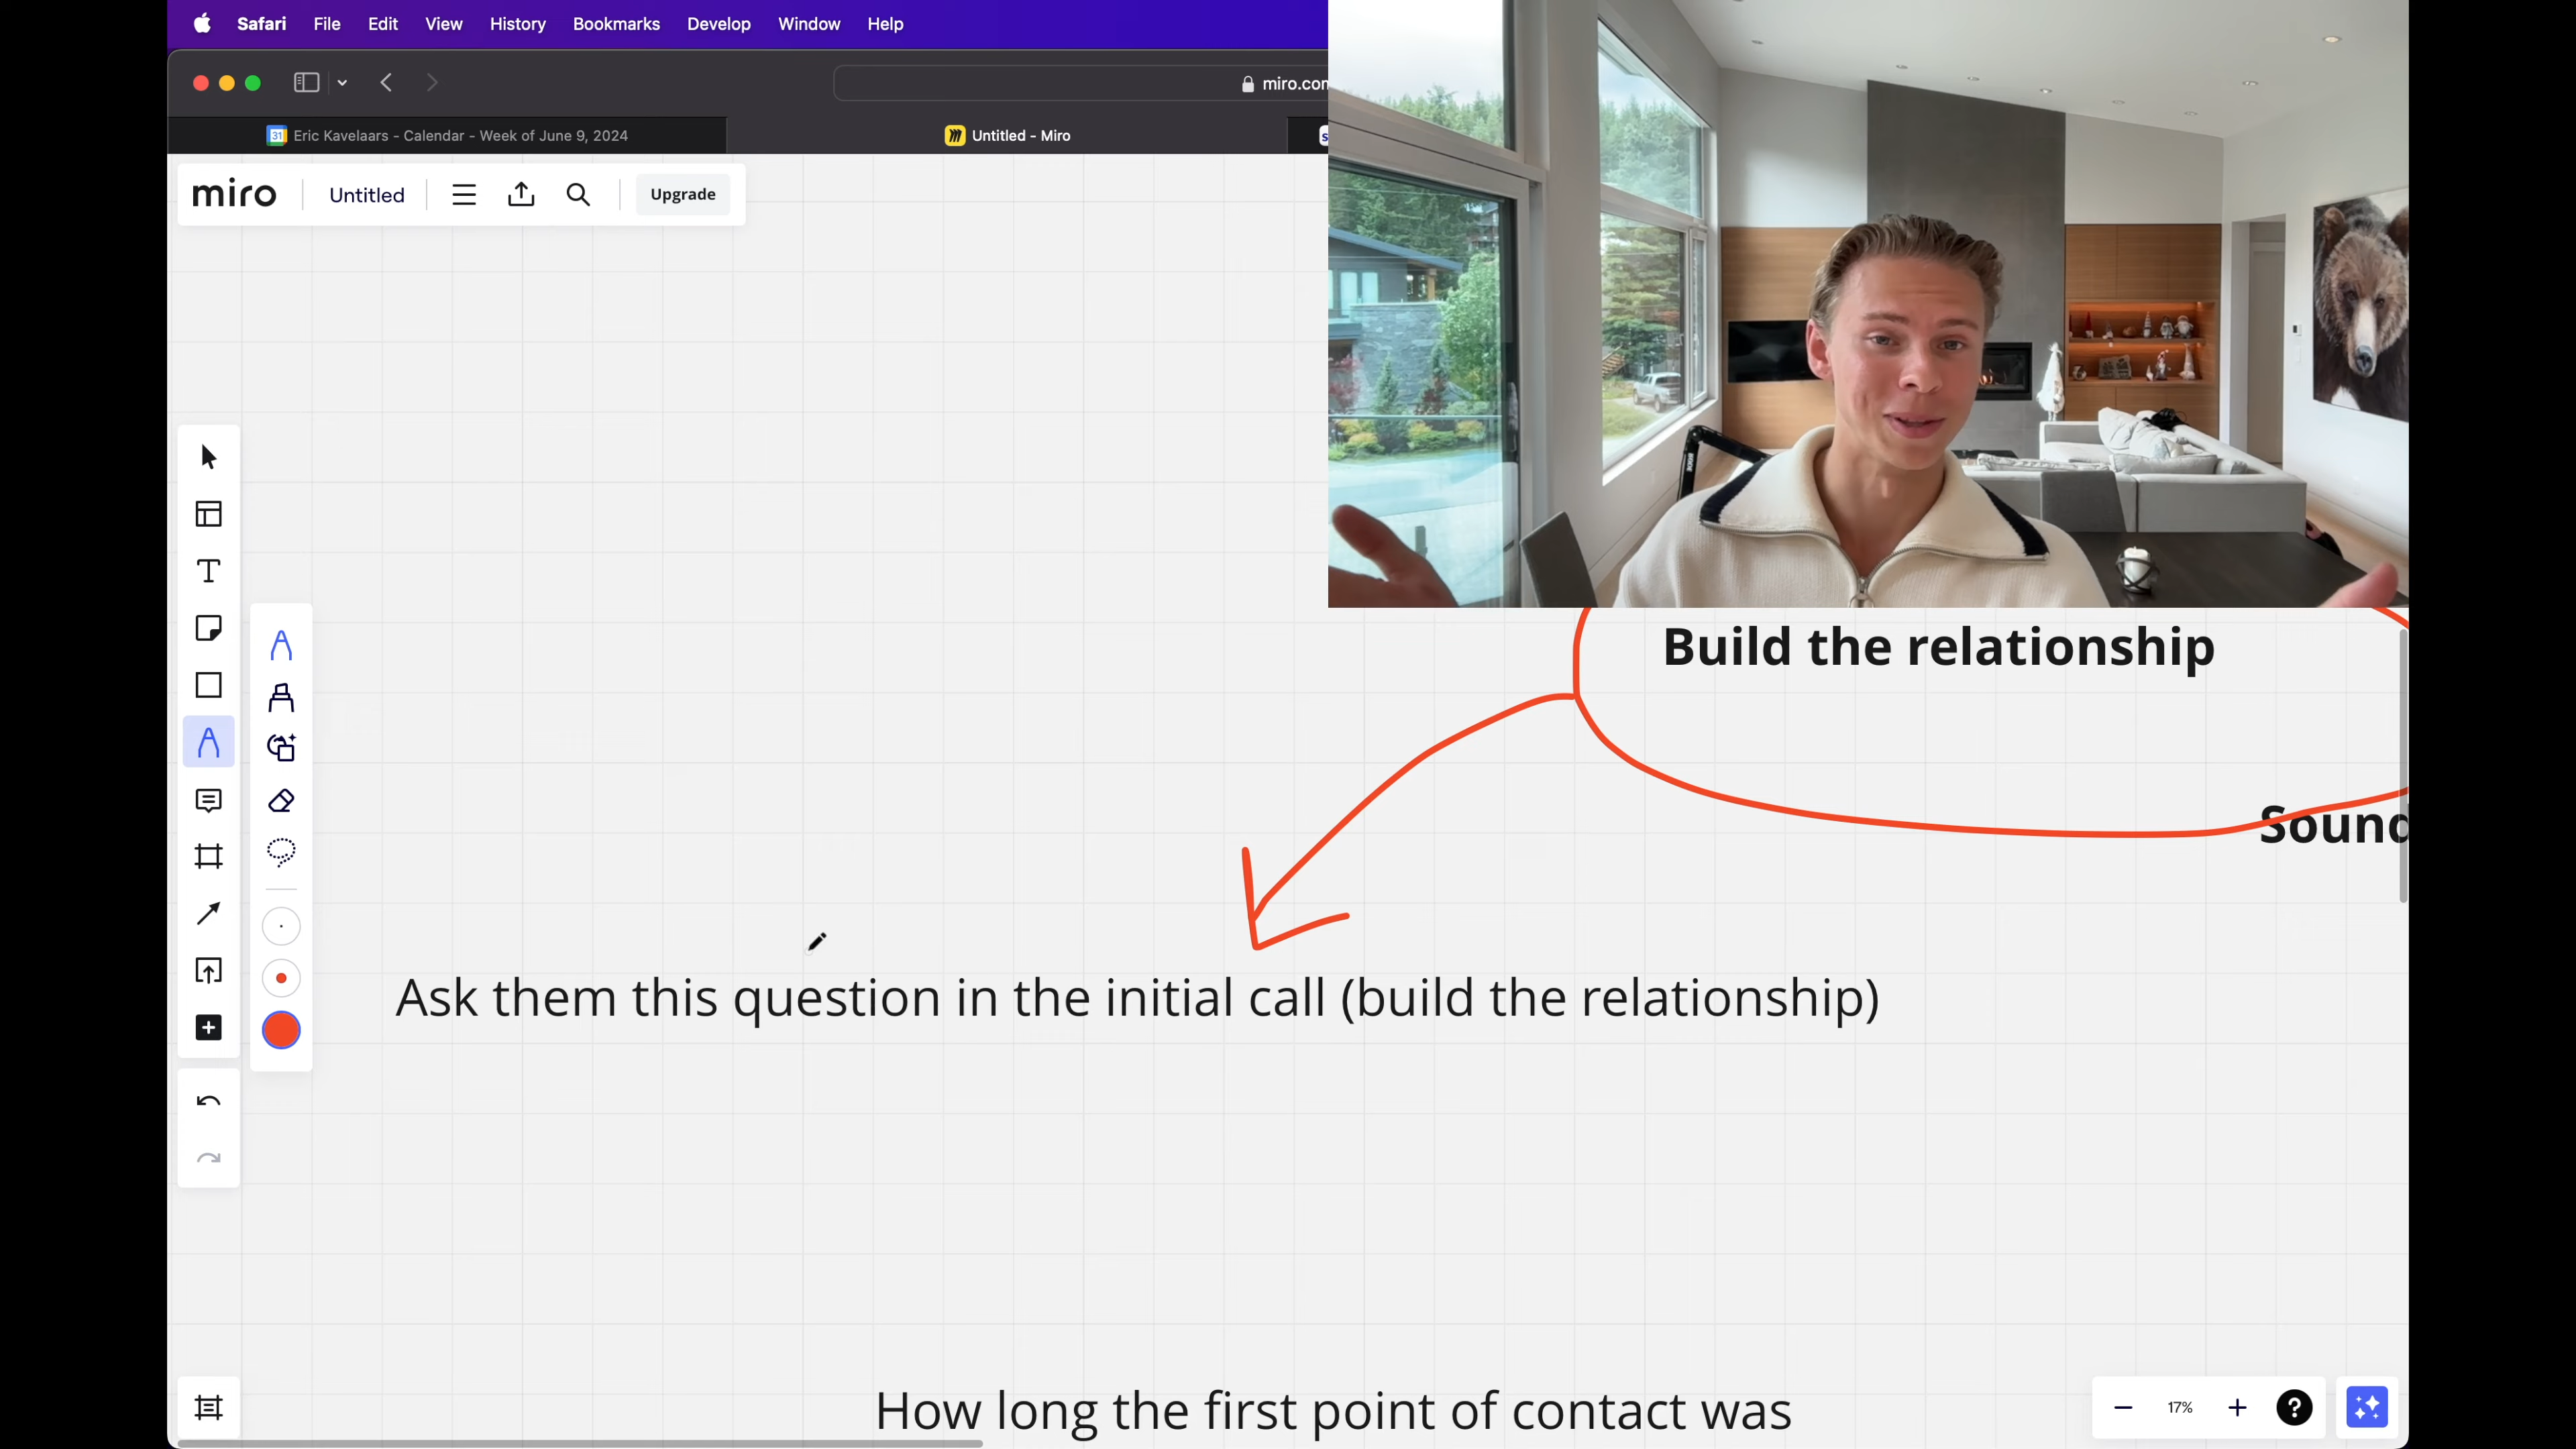 Safari File Edit View History Bookmarks Develop Window Help
miro.com
31 Eric Kavelaars - Calendar - Week of June 9, 2024
Untitled - Miro
miro Untitled Upgrade
Build the relationship
Sound
Ask them this question in the initial call (build the relationship)
How long the first point of contact was
17%